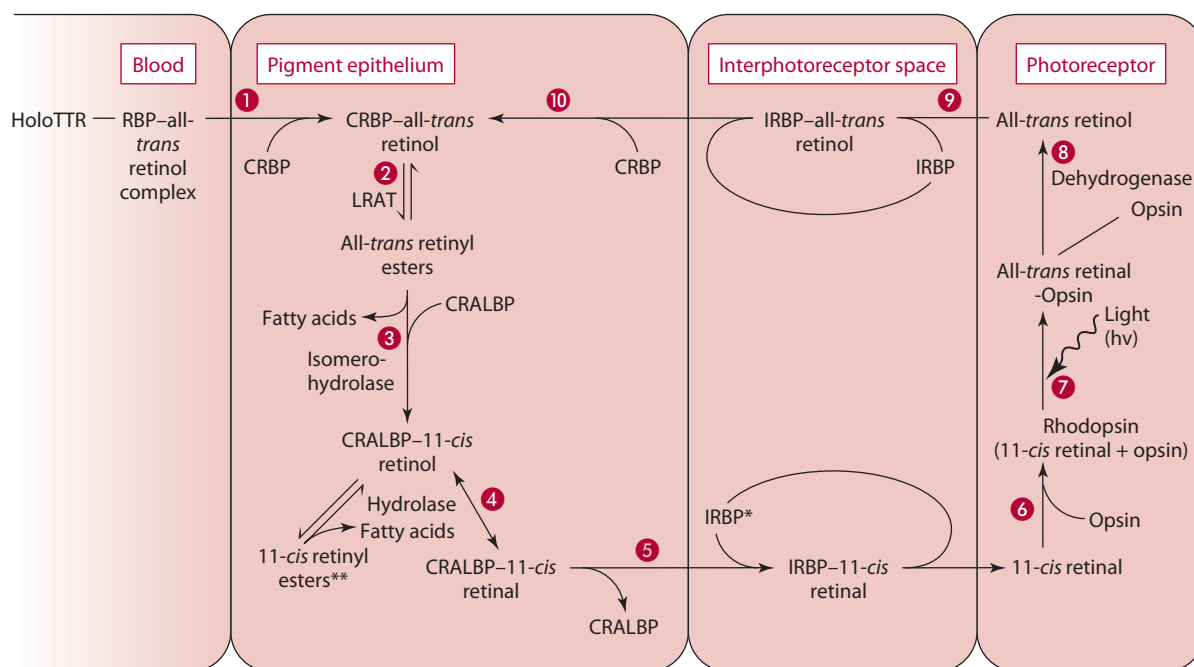 Blood
Pigment epithelium
Interphotoreceptor space
Photoreceptor
1
10
9
HoloTTR
RBP–all-
trans
retinol
complex
CRBP
CRBP–all-trans
retinol
CRBP
IRBP–all-trans
retinol
IRBP
All-trans retinol
8
Dehydrogenase
Opsin
2
LRAT
All-trans retinyl
esters
All-trans retinal
-Opsin
Fatty acids
CRALBP
3
Isomero-
hydrolase
Light
(hv)
7
CRALBP–11-cis
retinol
Rhodopsin
(11-cis retinal + opsin)
Hydrolase
Fatty acids
4
11-cis retinyl
esters**
CRALBP–11-cis
retinal
5
CRALBP
IRBP*
IRBP–11-cis
retinal
6
Opsin
11-cis retinal